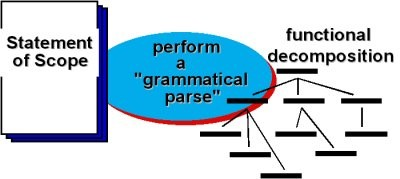 Statement
of Scope
perform
a
"grammatical
parse"
functional
decomposition